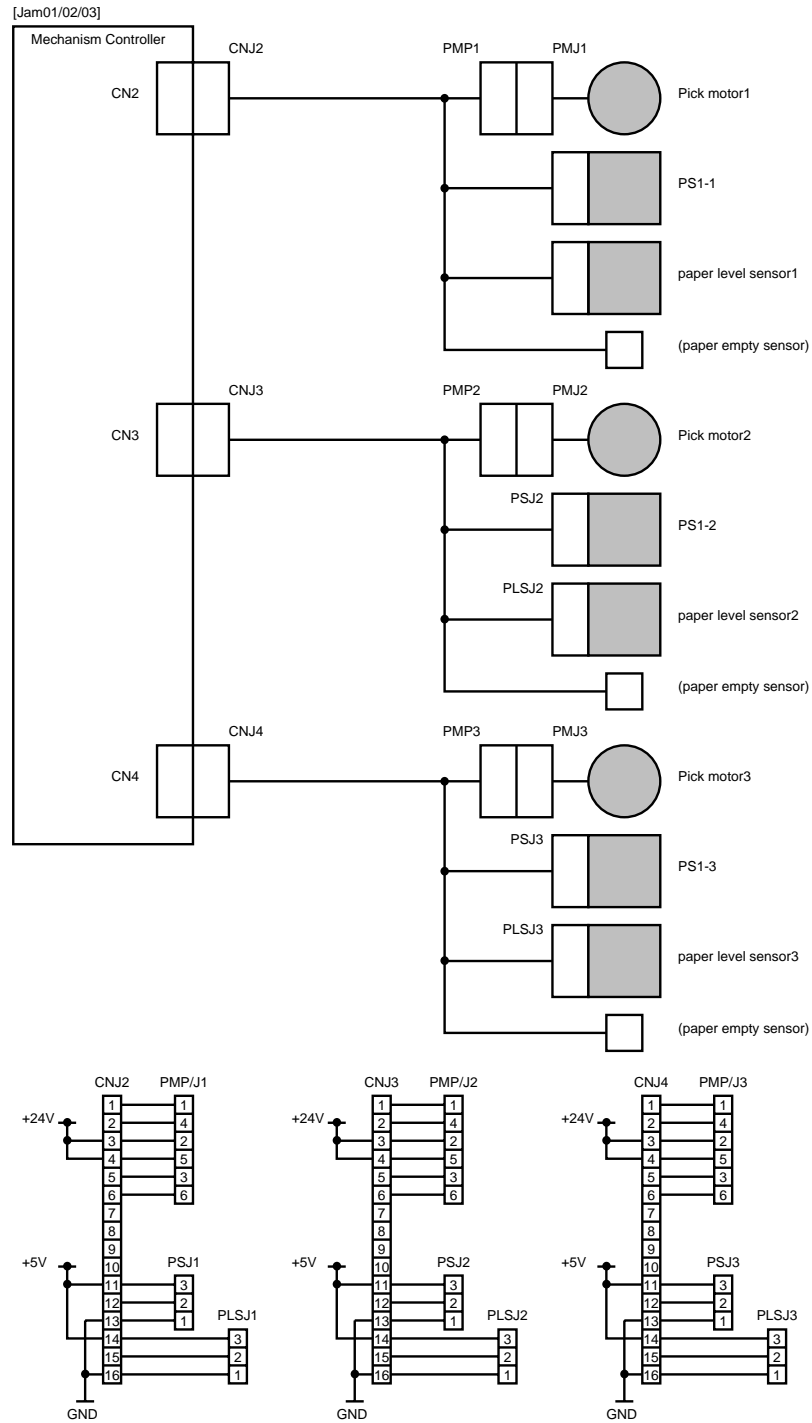 [Jam01/02/03]
Mechanism Controller
CN2
CNJ2
PMP1
PMJ1
Pick motor1
PS1-1
paper level sensor1
(paper empty sensor)
CN3
CNJ3
PMP2
PMJ2
Pick motor2
PSJ2
PS1-2
PLSJ2
paper level sensor2
(paper empty sensor)
CN4
CNJ4
PMP3
PMJ3
Pick motor3
PSJ3
PS1-3
PLSJ3
paper level sensor3
(paper empty sensor)
CNJ2 PMP/J1
+24V
1 1
2 4
3 2
4 5
5 3
6 6
7
8
9
+5V
10
PSJ1
11 3
12 2
13 1
PLSJ1
14 3
15 2
16 1
GND
CNJ3 PMP/J2
+24V
1 1
2 4
3 2
4 5
5 3
6 6
7
8
9
+5V
10
PSJ2
11 3
12 2
13 1
PLSJ2
14 3
15 2
16 1
GND
CNJ4 PMP/J3
+24V
1 1
2 4
3 2
4 5
5 3
6 6
7
8
9
+5V
10
PSJ3
11 3
12 2
13 1
PLSJ3
14 3
15 2
16 1
GND